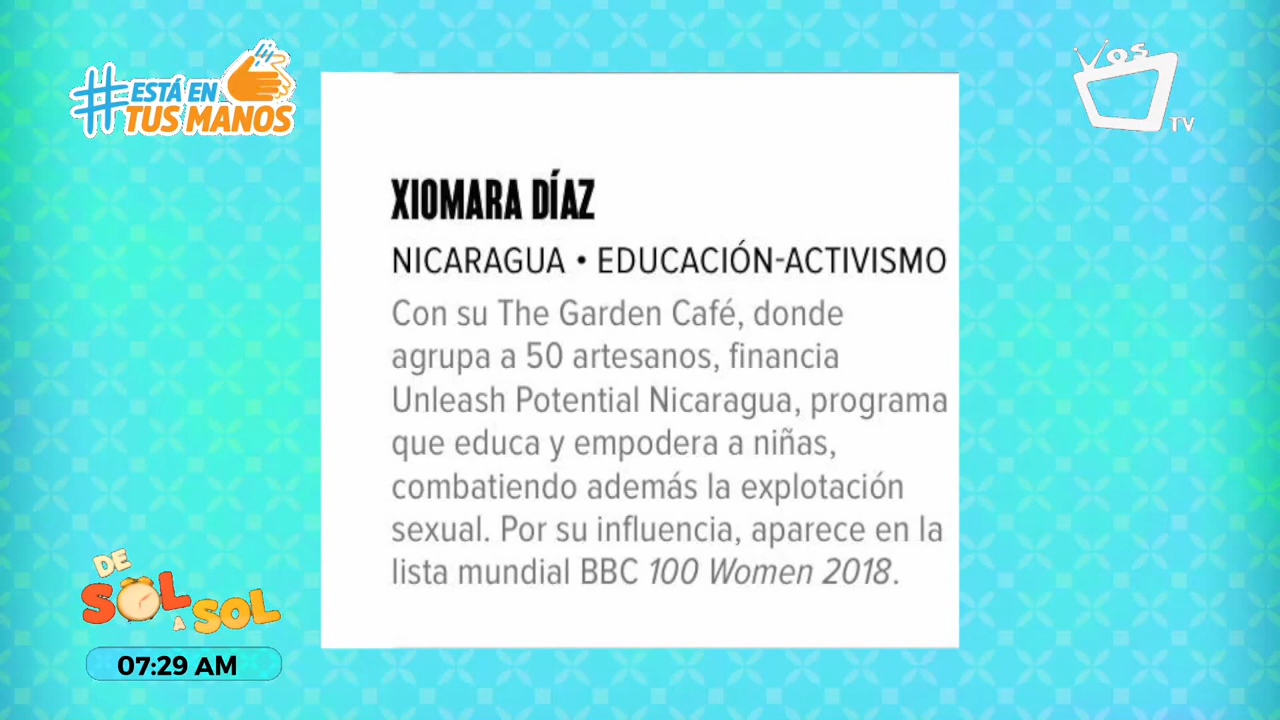 #ESTÁ EN
TUS MANOS
VOS
TV
XIOMARA DÍAZ
NICARAGUA • EDUCACIÓN-ACTIVISMO
Con su The Garden Café, donde
agrupa a 50 artesanos, financia
Unleash Potential Nicaragua, programa
que educa y empodera a niñas,
combatiendo además la explotación
sexual. Por su influencia, aparece en la
lista mundial BBC 100 Women 2018.
DE
SOL
A SOL
07:29 AM